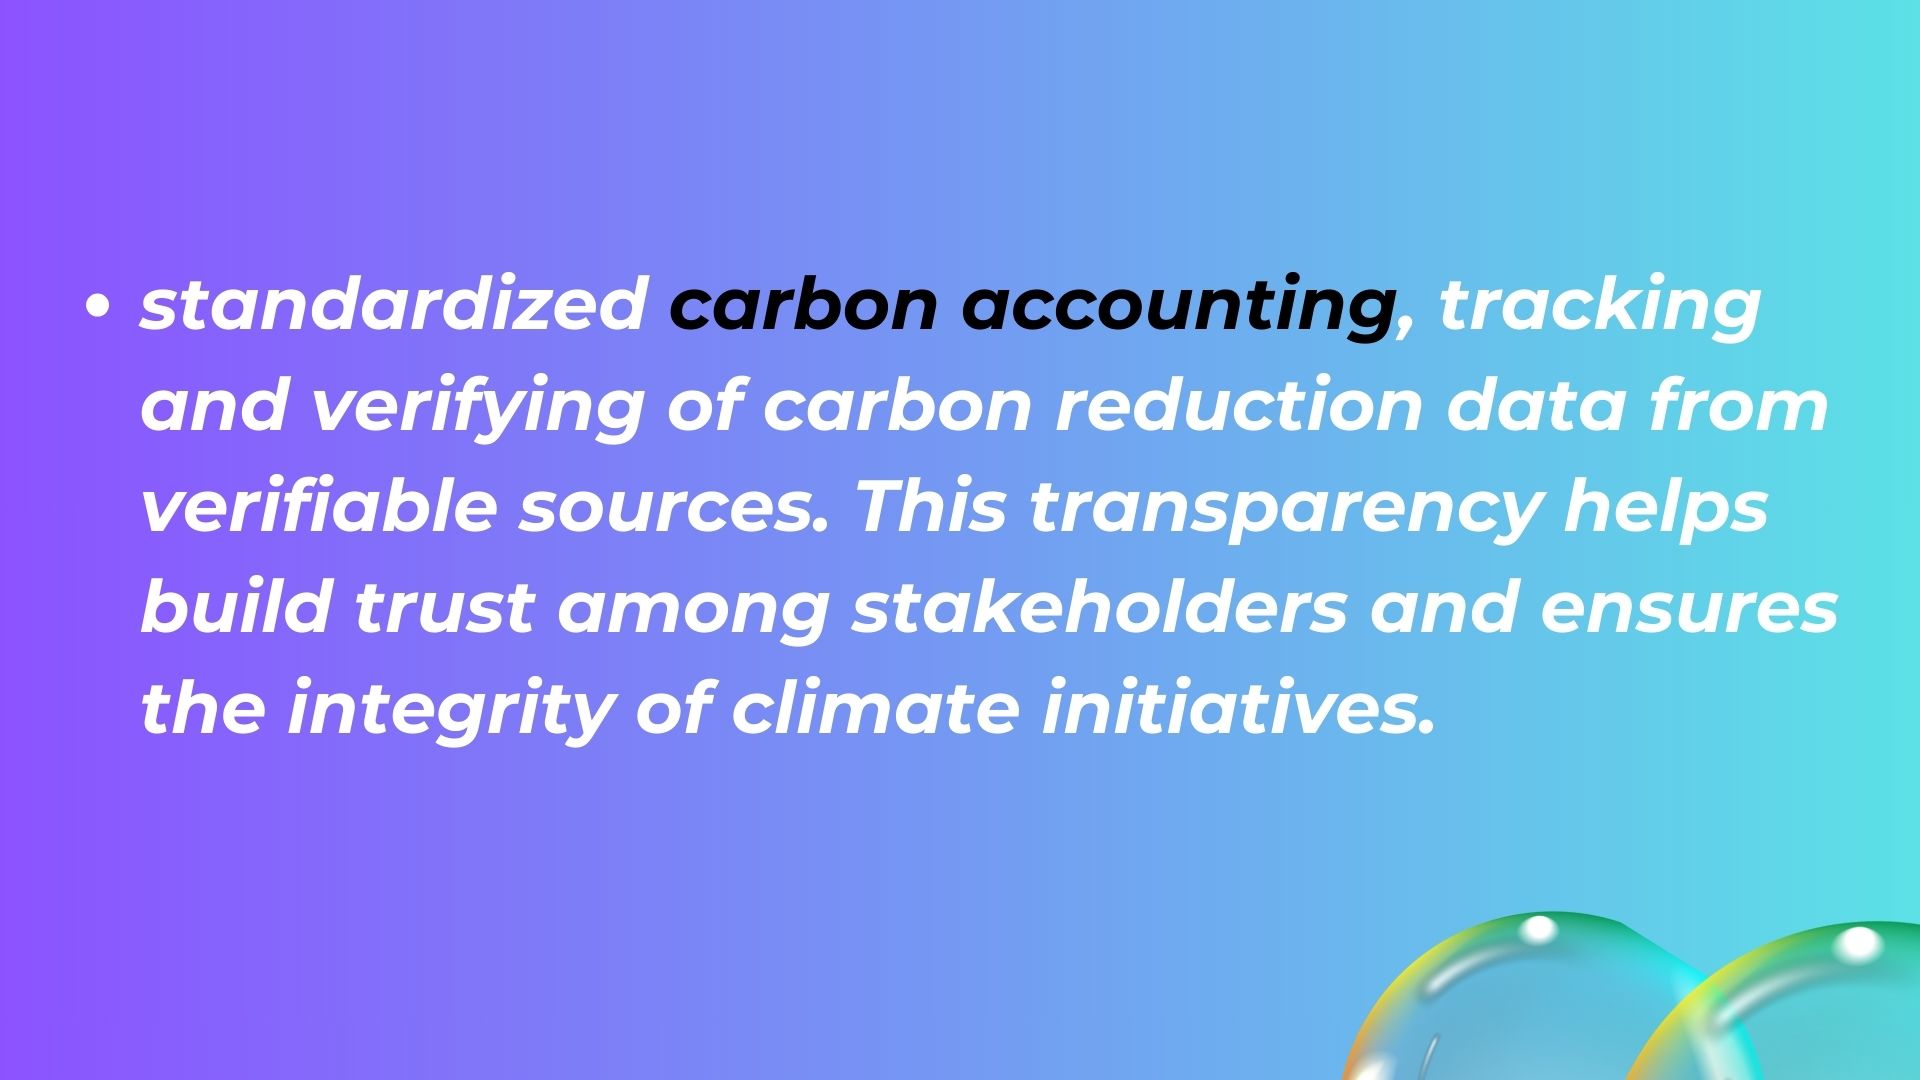 • standardized carbon accounting, tracking
and verifying of carbon reduction data from
verifiable sources. This transparency helps
build trust among stakeholders and ensures
the integrity of climate initiatives.